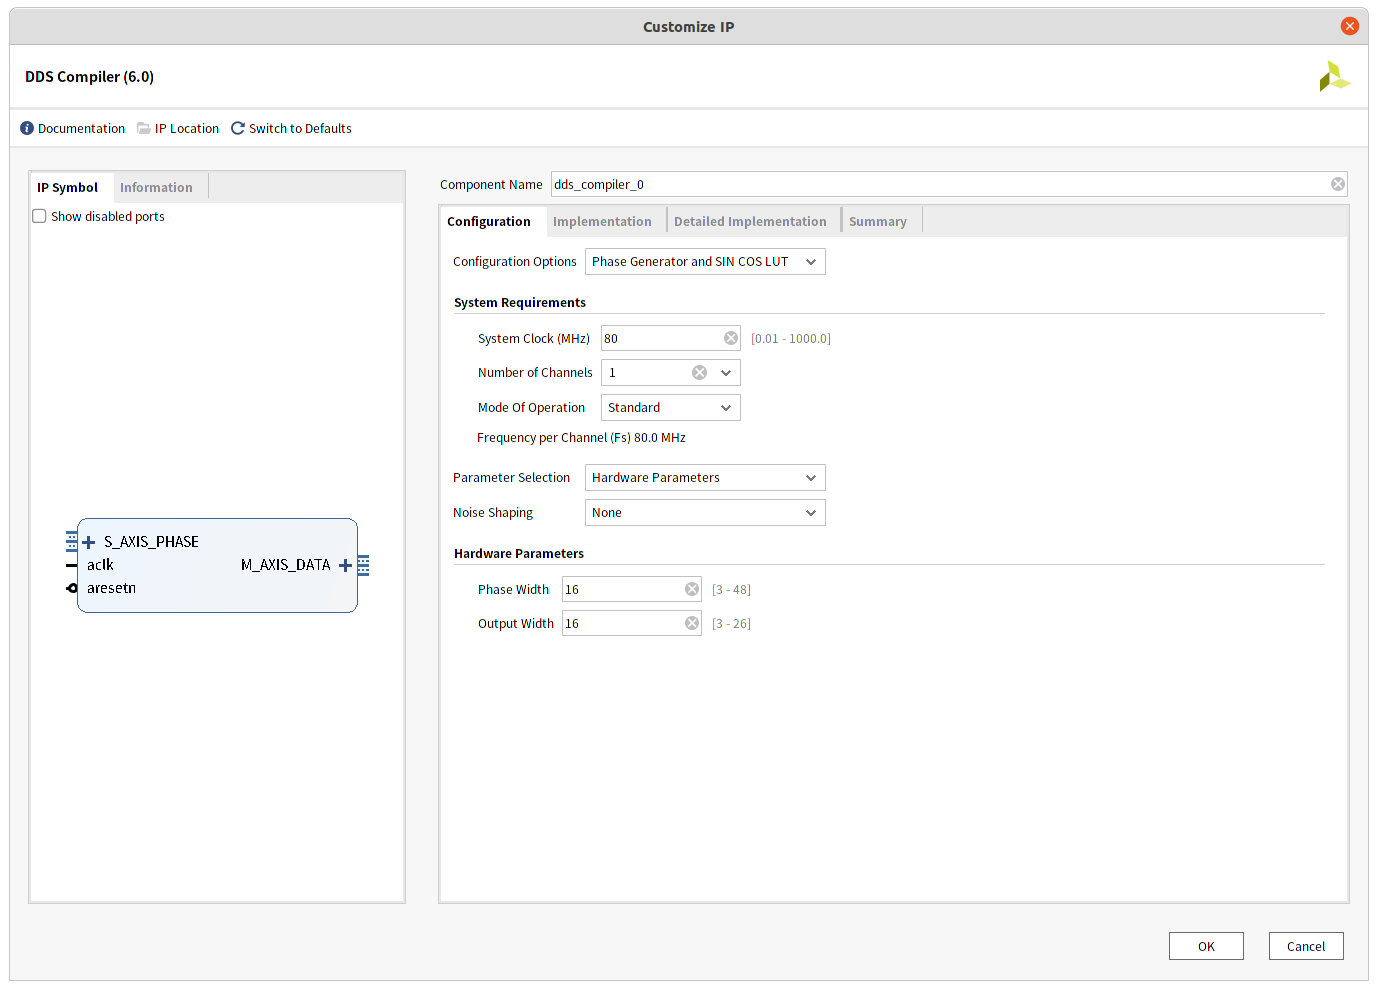 Customize IP
DDS Compiler (6.0)
Documentation IP Location Switch to Defaults
IP Symbol Information
Show disabled ports
S_AXIS_PHASE
aclk
M_AXIS_DATA
aresetn
Component Name dds_compiler_0
Configuration Implementation Detailed Implementation Summary
Configuration Options Phase Generator and SIN COS LUT
System Requirements
System Clock (MHz) 80 [0.01 - 1000.0]
Number of Channels 1
Mode Of Operation Standard
Frequency per Channel (Fs) 80.0 MHz
Parameter Selection Hardware Parameters
Noise Shaping None
Hardware Parameters
Phase Width 16 [3 - 48]
Output Width 16 [3 - 26]
OK Cancel